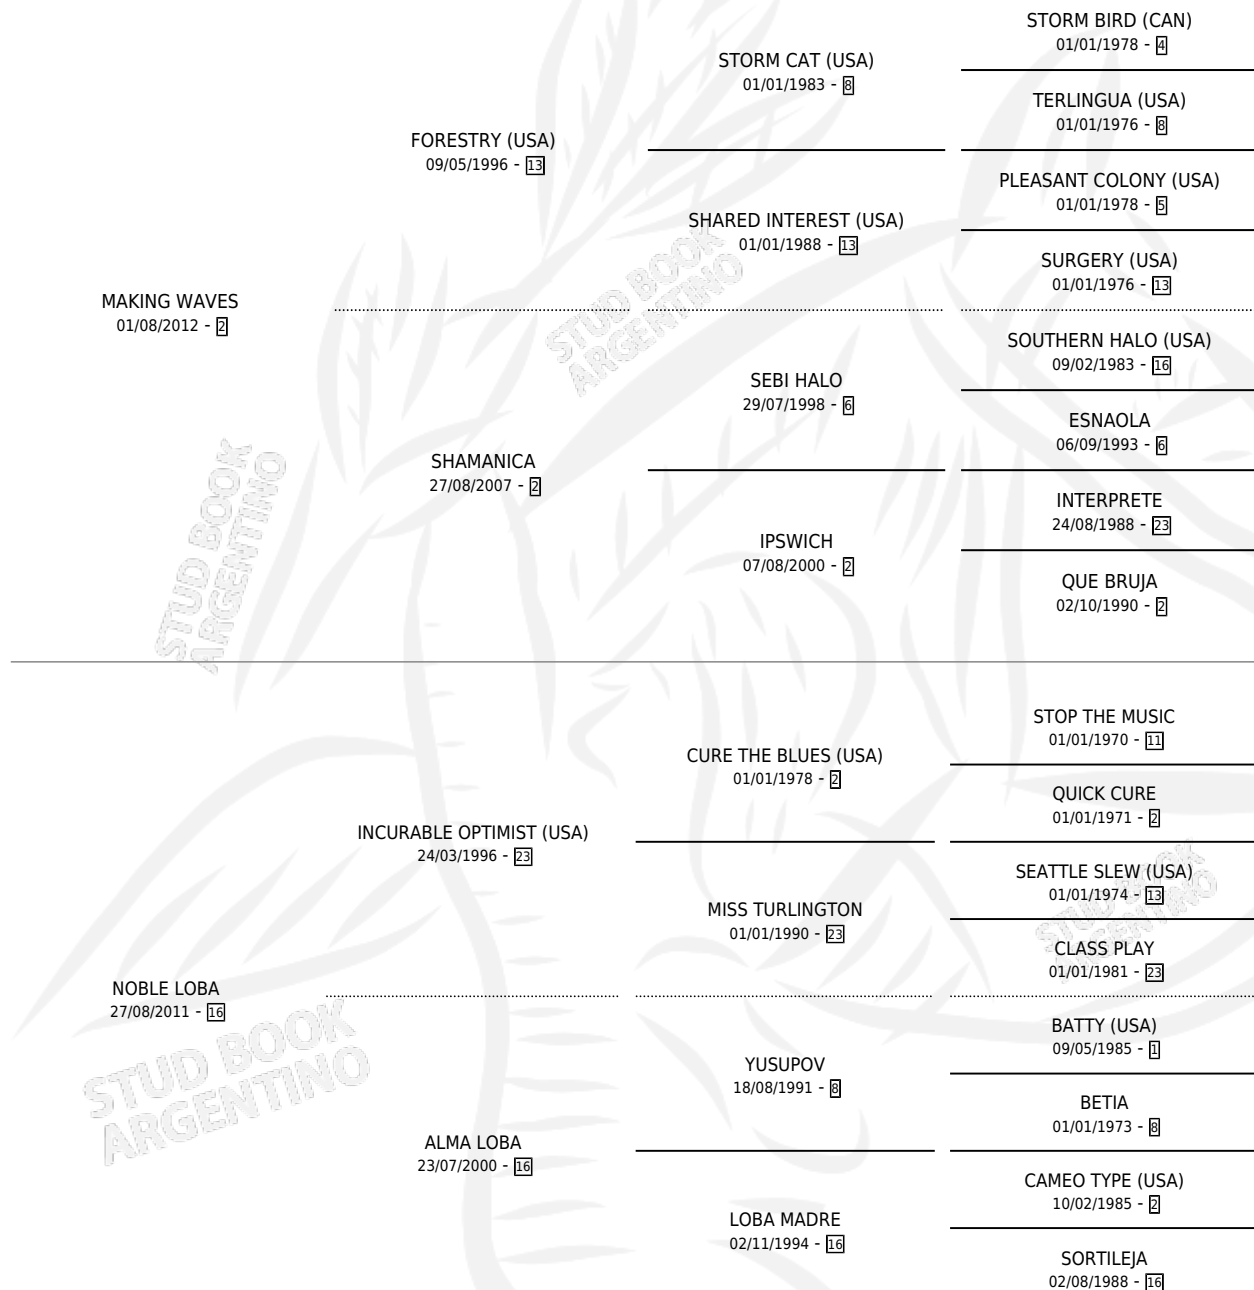 STORM BIRD (CAN)
01/01/1978 - 4
STORM CAT (USA)
01/01/1983 - 8
TERLINGUA (USA)
01/01/1976 - 8
FORESTRY (USA)
09/05/1996 - 13
PLEASANT COLONY (USA)
01/01/1978 - 5
SHARED INTEREST (USA)
01/01/1988 - 13
SURGERY (USA)
01/01/1976 - 13
MAKING WAVES
01/08/2012 - 2
SOUTHERN HALO (USA)
09/02/1983 - 16
SEBI HALO
29/07/1998 - 6
ESNAOLA
06/09/1993 - 6
SHAMANICA
27/08/2007 - 2
INTERPRETE
24/08/1988 - 23
IPSWICH
07/08/2000 - 2
QUE BRUJA
02/10/1990 - 2
STOP THE MUSIC
01/01/1970 - 11
CURE THE BLUES (USA)
01/01/1978 - 2
QUICK CURE
01/01/1971 - 2
INCURABLE OPTIMIST (USA)
24/03/1996 - 23
SEATTLE SLEW (USA)
01/01/1974 - 13
MISS TURLINGTON
01/01/1990 - 23
CLASS PLAY
01/01/1981 - 23
NOBLE LOBA
27/08/2011 - 16
BATTY (USA)
09/05/1985 - 1
YUSUPOV
18/08/1991 - 8
BETIA
01/01/1973 - 8
ALMA LOBA
23/07/2000 - 16
CAMEO TYPE (USA)
10/02/1985 - 2
LOBA MADRE
02/11/1994 - 16
SORTILEJA
02/08/1988 - 16
STUD BOOK
ARGENTINO
STUD BOOK
ARGENTINO
STUD BOOK
ARGENTINO
STUD BOOK
ARGENTINO